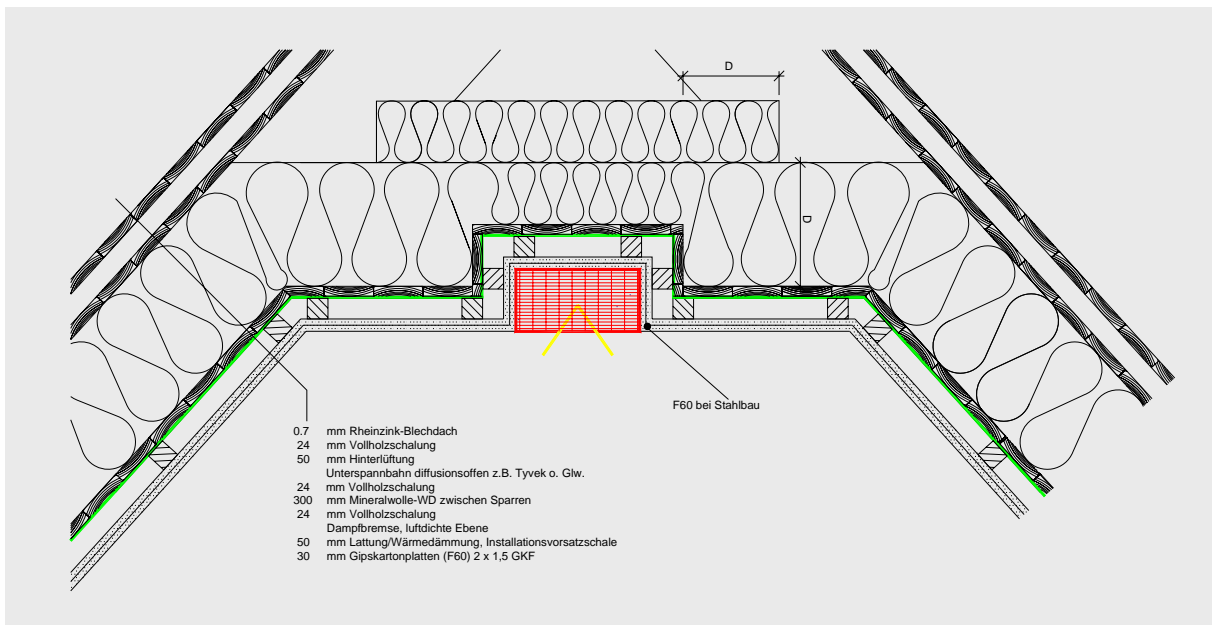 D
D
F60 bei Stahlbau
0.7 mm Rheinzink-Blechdach
24 mm Vollholzschalung
50 mm Hinterlüftung
Unterspannbahn diffusionsoffen z.B. Tyvek o. Glw.
24 mm Vollholzschalung
300 mm Mineralwolle-WD zwischen Sparren
24 mm Vollholzschalung
Dampfbremse, luftdichte Ebene
50 mm Lattung/Wärmedämmung, Installationsvorsatzschale
30 mm Gipskartonplatten (F60) 2 x 1,5 GKF